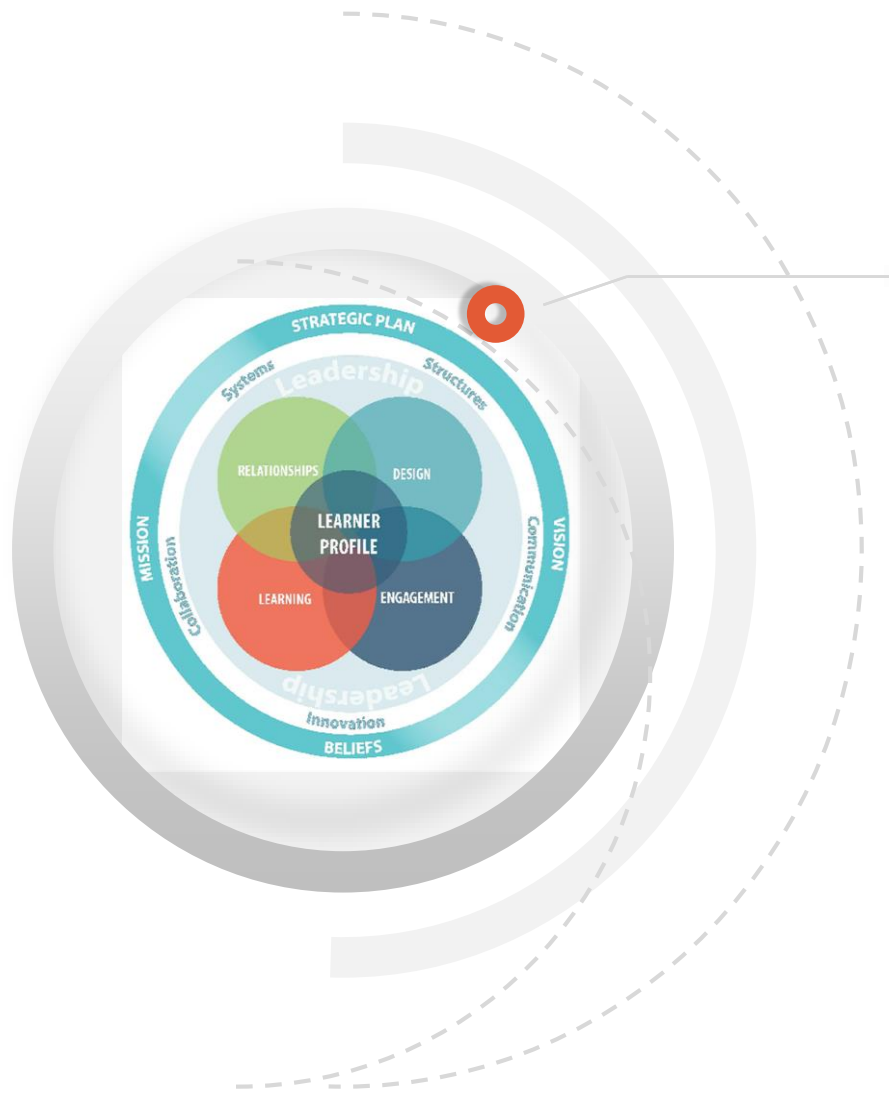 STRATEGIC PLAN
Systems
Structures
Leadership
RELATIONSHIPS
DESIGN
LEARNER
PROFILE
MISSION
VISION
Collaboration
Communication
LEARNING
ENGAGEMENT
Leadership
Innovation
BELIEFS